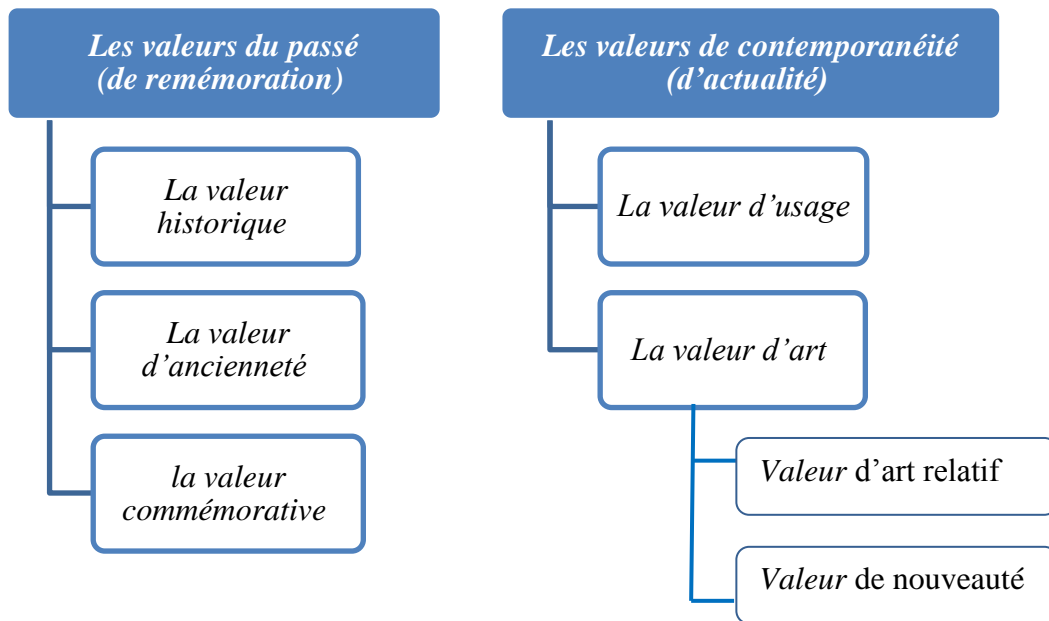 Les valeurs du passé
(de remémoration)
La valeur
historique
La valeur
d’ancienneté
la valeur
commémorative
Les valeurs de contemporanéité
(d’actualité)
La valeur d’usage
La valeur d’art
Valeur d’art relatif
Valeur de nouveauté